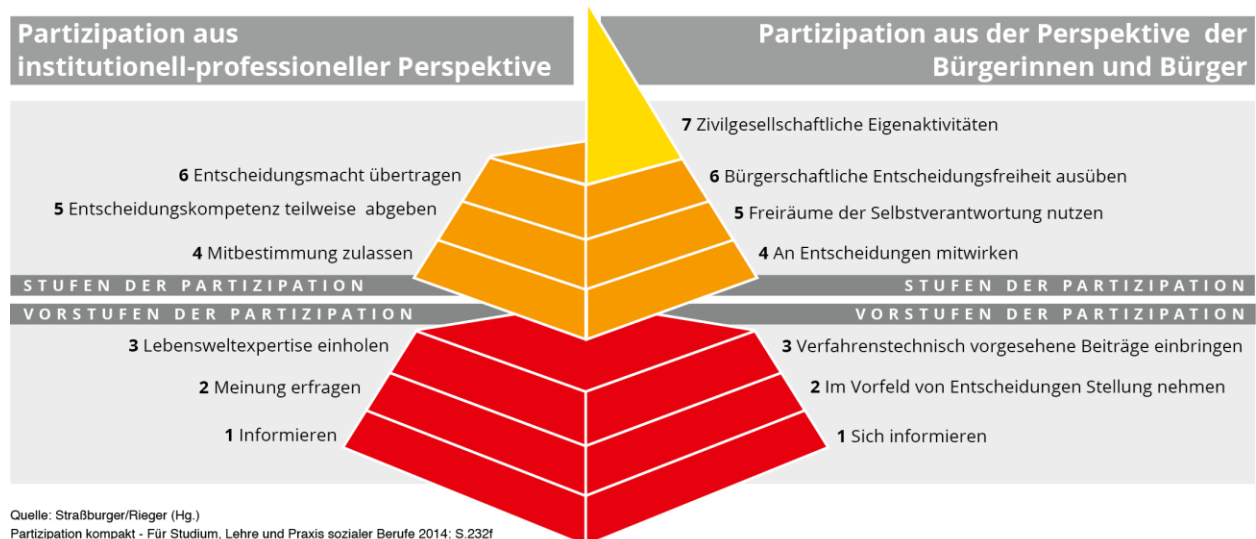 Partizipation aus
institutionell-professioneller Perspektive
Partizipation aus der Perspektive der
Bürgerinnen und Bürger
7 Zivilgesellschaftliche Eigenaktivitäten
6 Entscheidungsmacht übertragen
6 Bürgerschaftliche Entscheidungsfreiheit ausüben
5 Entscheidungskompetenz teilweise abgeben
5 Freiräume der Selbstverantwortung nutzen
4 Mitbestimmung zulassen
4 An Entscheidungen mitwirken
STUFEN DER PARTIZIPATION
STUFEN DER PARTIZIPATION
VORSTUFEN DER PARTIZIPATION
VORSTUFEN DER PARTIZIPATION
3 Lebensweltexpertise einholen
3 Verfahrenstechnisch vorgesehene Beiträge einbringen
2 Meinung erfragen
2 Im Vorfeld von Entscheidungen Stellung nehmen
1 Informieren
1 Sich informieren
Quelle: Straßburger/Rieger (Hg.)
Partizipation kompakt - Für Studium, Lehre und Praxis sozialer Berufe 2014: S.232f